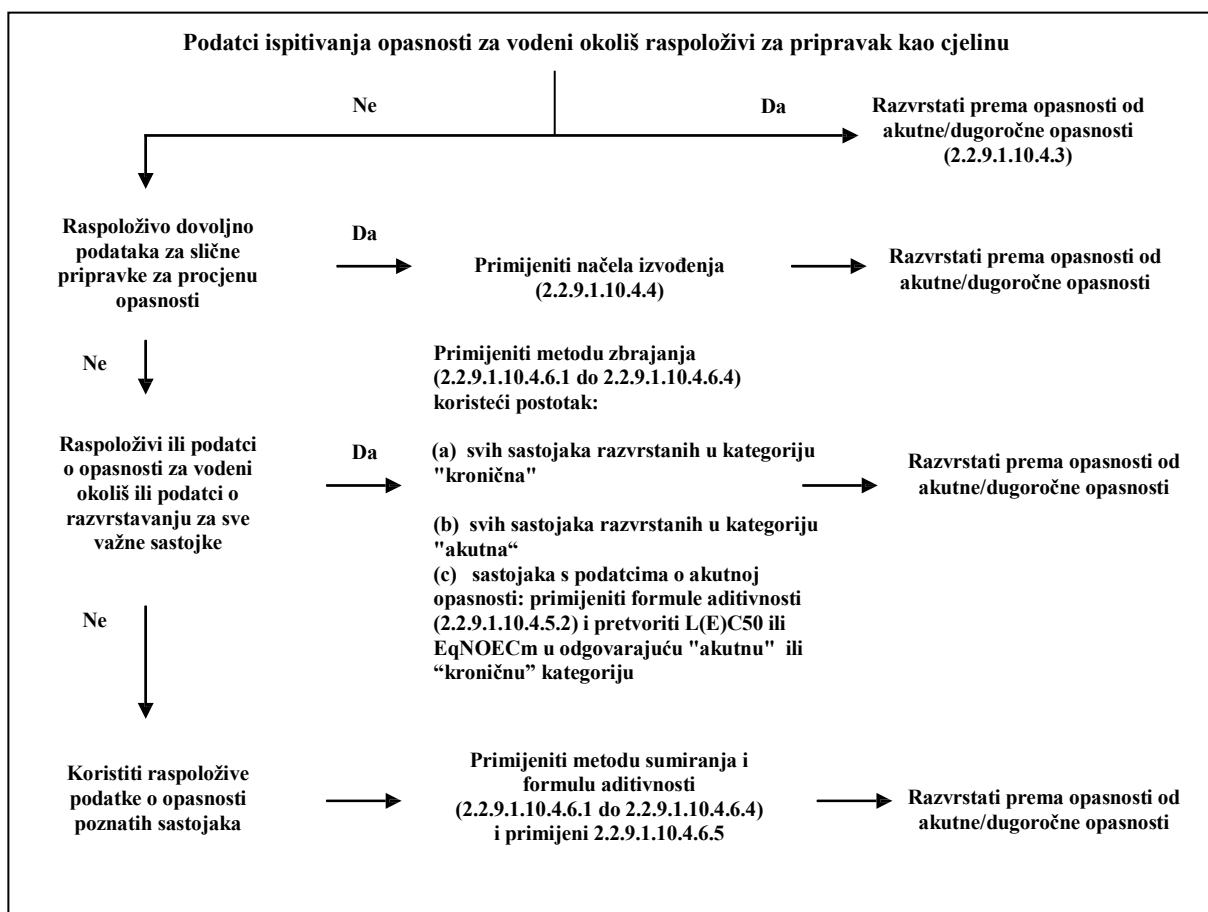 Podatci ispitivanja opasnosti za vodeni okoliš raspoloživi za pripravak kao cjelinu
Ne
Da
Razvrstati prema opasnosti od
akutne/dugoročne opasnosti
(2.2.9.1.10.4.3)
Raspoloživo dovoljno
podataka za slične
pripravke za procjenu
opasnosti
Da
Primijeniti načela izvođenja
(2.2.9.1.10.4.4)
Razvrstati prema opasnosti od
akutne/dugoročne opasnosti
Ne
Primijeniti metodu zbrajanja
(2.2.9.1.10.4.6.1 do 2.2.9.1.10.4.6.4)
koristeći postotak:
Raspoloživi ili podatci
o opasnosti za vodeni
okoliš ili podatci o
razvrstavanju za sve
važne sastojke
Da
(a) svih sastojaka razvrstanih u kategoriju
"kronična"
(b) svih sastojaka razvrstanih u kategoriju
"akutna“
(c) sastojaka s podatcima o akutnoj
opasnosti: primijeniti formule aditivnosti
(2.2.9.1.10.4.5.2) i pretvoriti L(E)C50 ili
EqNOECm u odgovarajuću "akutnu" ili
“kroničnu” kategoriju
Razvrstati prema opasnosti od
akutne/dugoročne opasnosti
Ne
Koristiti raspoložive
podatke o opasnosti
poznatih sastojaka
Primijeniti metodu sumiranja i
formulu aditivnosti
(2.2.9.1.10.4.6.1 do 2.2.9.1.10.4.6.4)
i primijeni 2.2.9.1.10.4.6.5
Razvrstati prema opasnosti od
akutne/dugoročne opasnosti